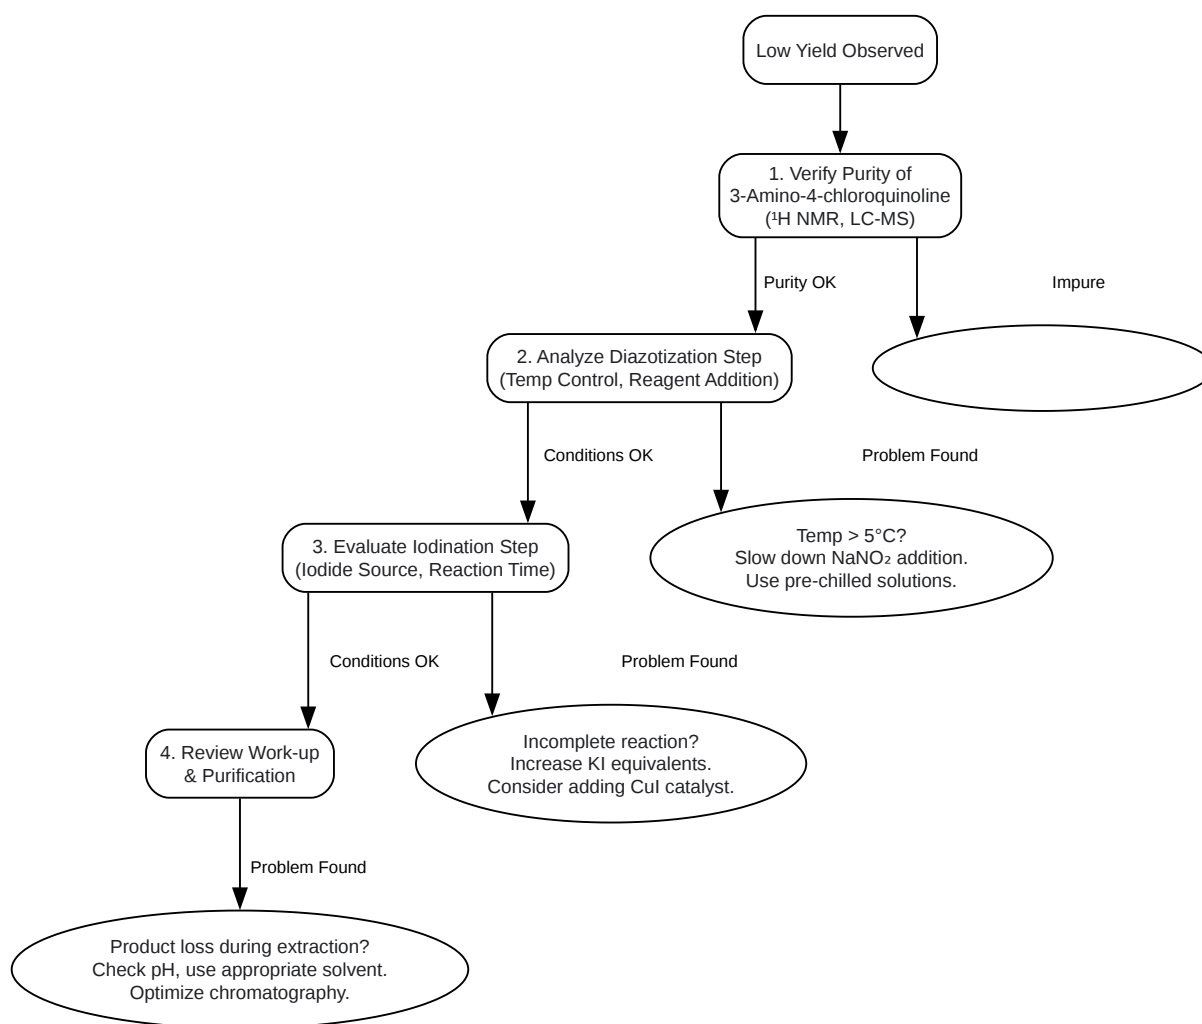 Low Yield Observed
1. Verify Purity of
3-Amino-4-chloroquinoline
(¹H NMR, LC-MS)
Purity OK
Impure
2. Analyze Diazotization Step
(Temp Control, Reagent Addition)
Conditions OK
Problem Found
Temp > 5°C?
Slow down NaNO₂ addition.
Use pre-chilled solutions.
3. Evaluate Iodination Step
(Iodide Source, Reaction Time)
Conditions OK
Problem Found
Incomplete reaction?
Increase KI equivalents.
Consider adding CuI catalyst.
4. Review Work-up
& Purification
Problem Found
Product loss during extraction?
Check pH, use appropriate solvent.
Optimize chromatography.